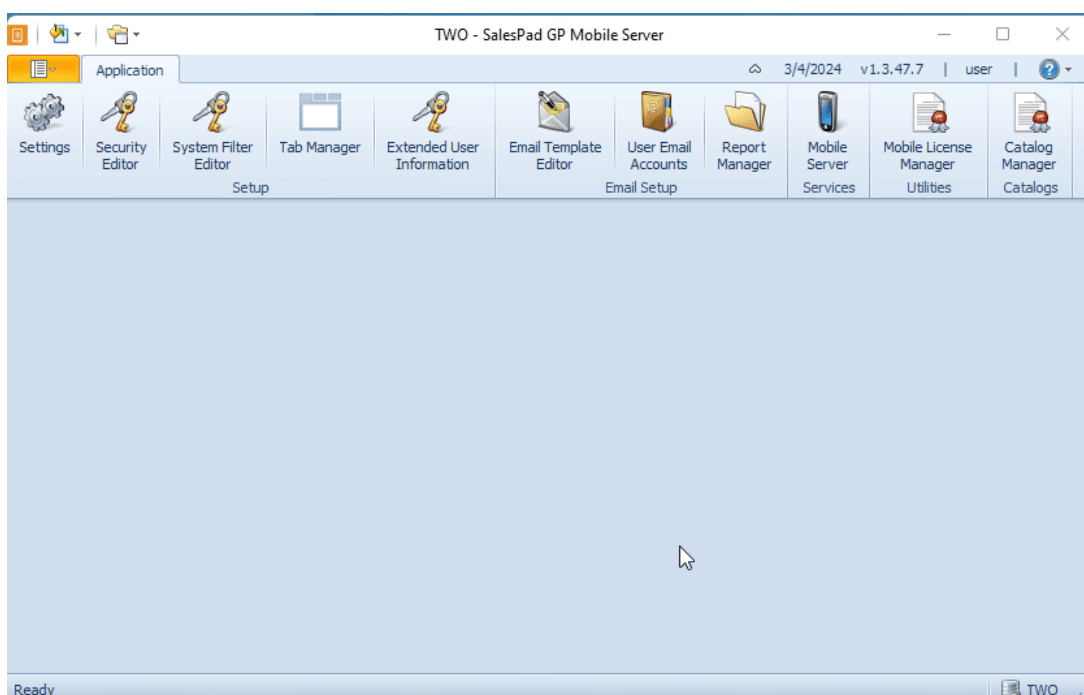 TWO - SalesPad GP Mobile Server
Application
3/4/2024 v1.3.47.7 | user |
Settings
Security
Editor
System Filter
Editor
Tab Manager
Extended User
Information
Setup
Email Template
Editor
User Email
Accounts
Report
Manager
Email Setup
Mobile
Server
Services
Mobile License
Manager
Utilities
Catalog
Manager
Catalogs
Ready
TWO